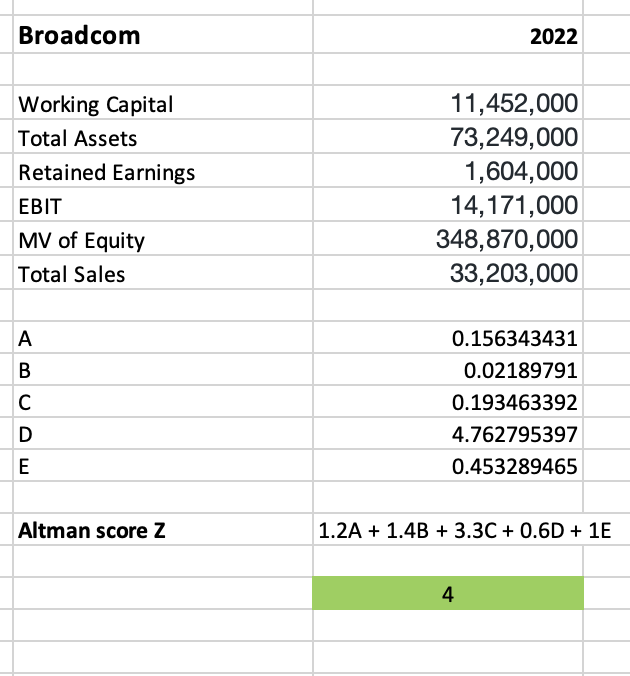 Broadcom 2022
Working Capital 11,452,000
Total Assets 73,249,000
Retained Earnings 1,604,000
EBIT 14,171,000
MV of Equity 348,870,000
Total Sales 33,203,000
A 0.156343431
B 0.02189791
C 0.193463392
D 4.762795397
E 0.453289465
Altman score Z 1.2A + 1.4B + 3.3C + 0.6D + 1E
4